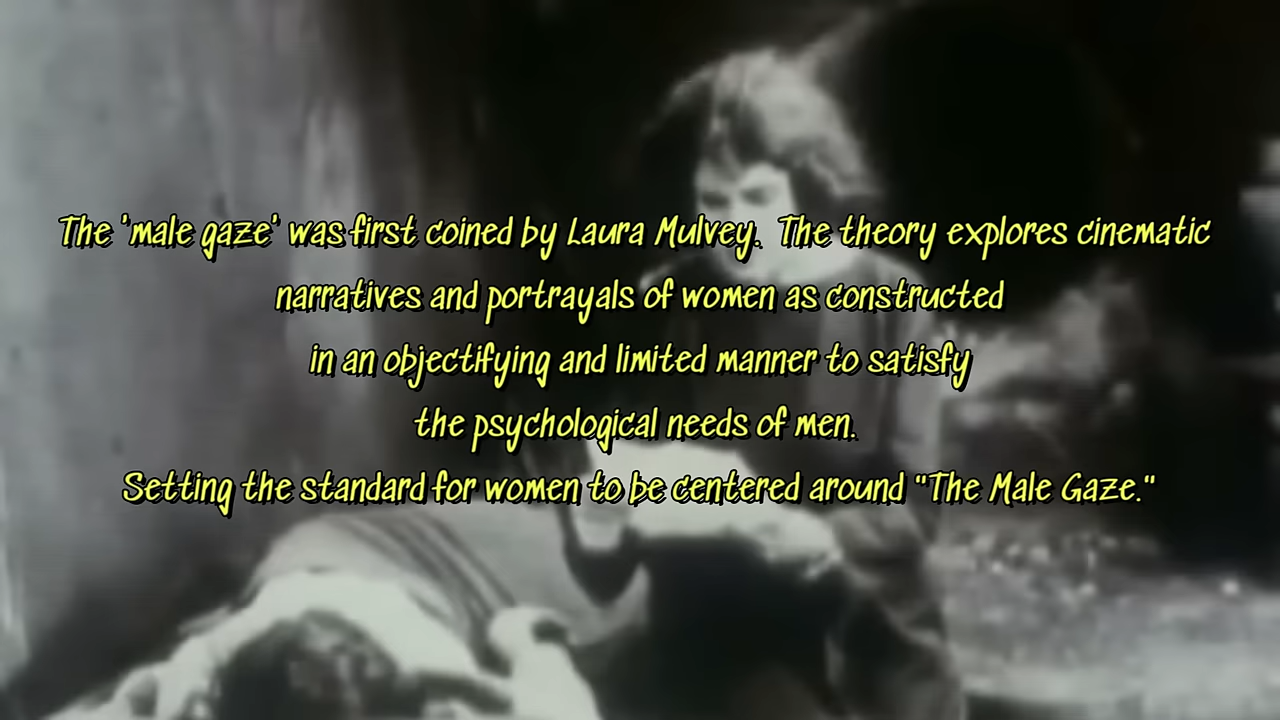 The 'male gaze' was first coined by Laura Mulvey. The theory explores cinematic
narratives and portrayals of women as constructed
in an objectifying and limited manner to satisfy
the psychological needs of men.
Setting the standard for women to be centered around "The Male Gaze."